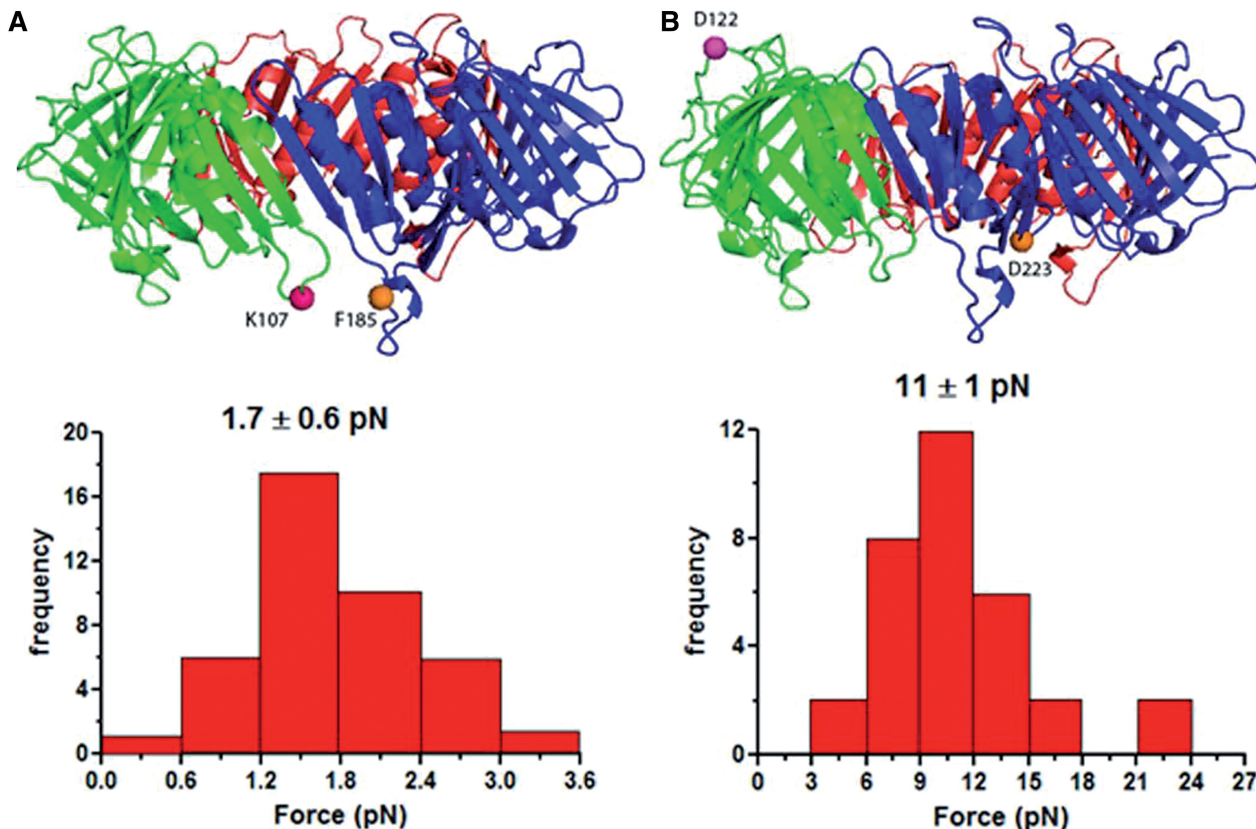 A
K107
F185
1.7 ± 0.6 pN
20
16
12
8
4
0
frequency
0.0 0.6 1.2 1.8 2.4 3.0 3.6
Force (pN)
B
D122
D223
11 ± 1 pN
12
8
4
0
frequency
0 3 6 9 12 15 18 21 24 27
Force (pN)